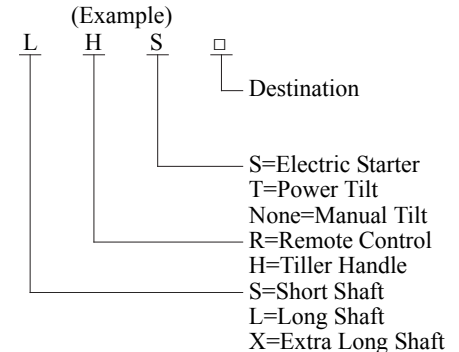 (Example)
L H S □
Destination
S=Electric Starter
T=Power Tilt
None=Manual Tilt
R=Remote Control
H=Tiller Handle
S=Short Shaft
L=Long Shaft
X=Extra Long Shaft